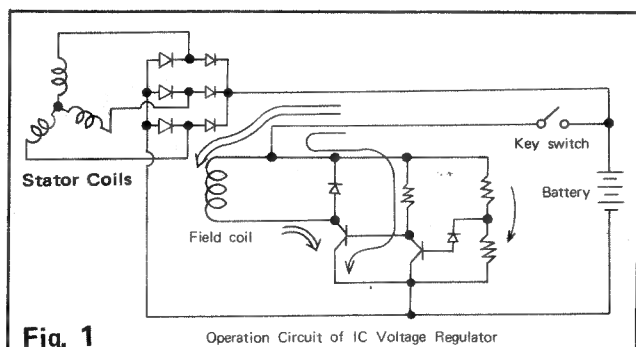 Stator Coils
Key switch
Battery
Field coil
Fig. 1
Operation Circuit of IC Voltage Regulator